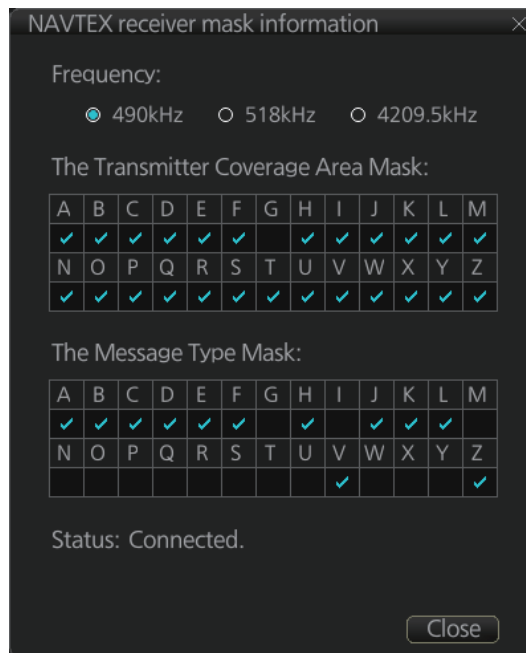 NAVTEX receiver mask information
Frequency:
490kHz 518kHz 4209.5kHz
The Transmitter Coverage Area Mask:
A B C D E F G H I J K L M
N O P Q R S T U V W X Y Z
The Message Type Mask:
A B C D E F G H I J K L M
N O P Q R S T U V W X Y Z
Status: Connected.
Close